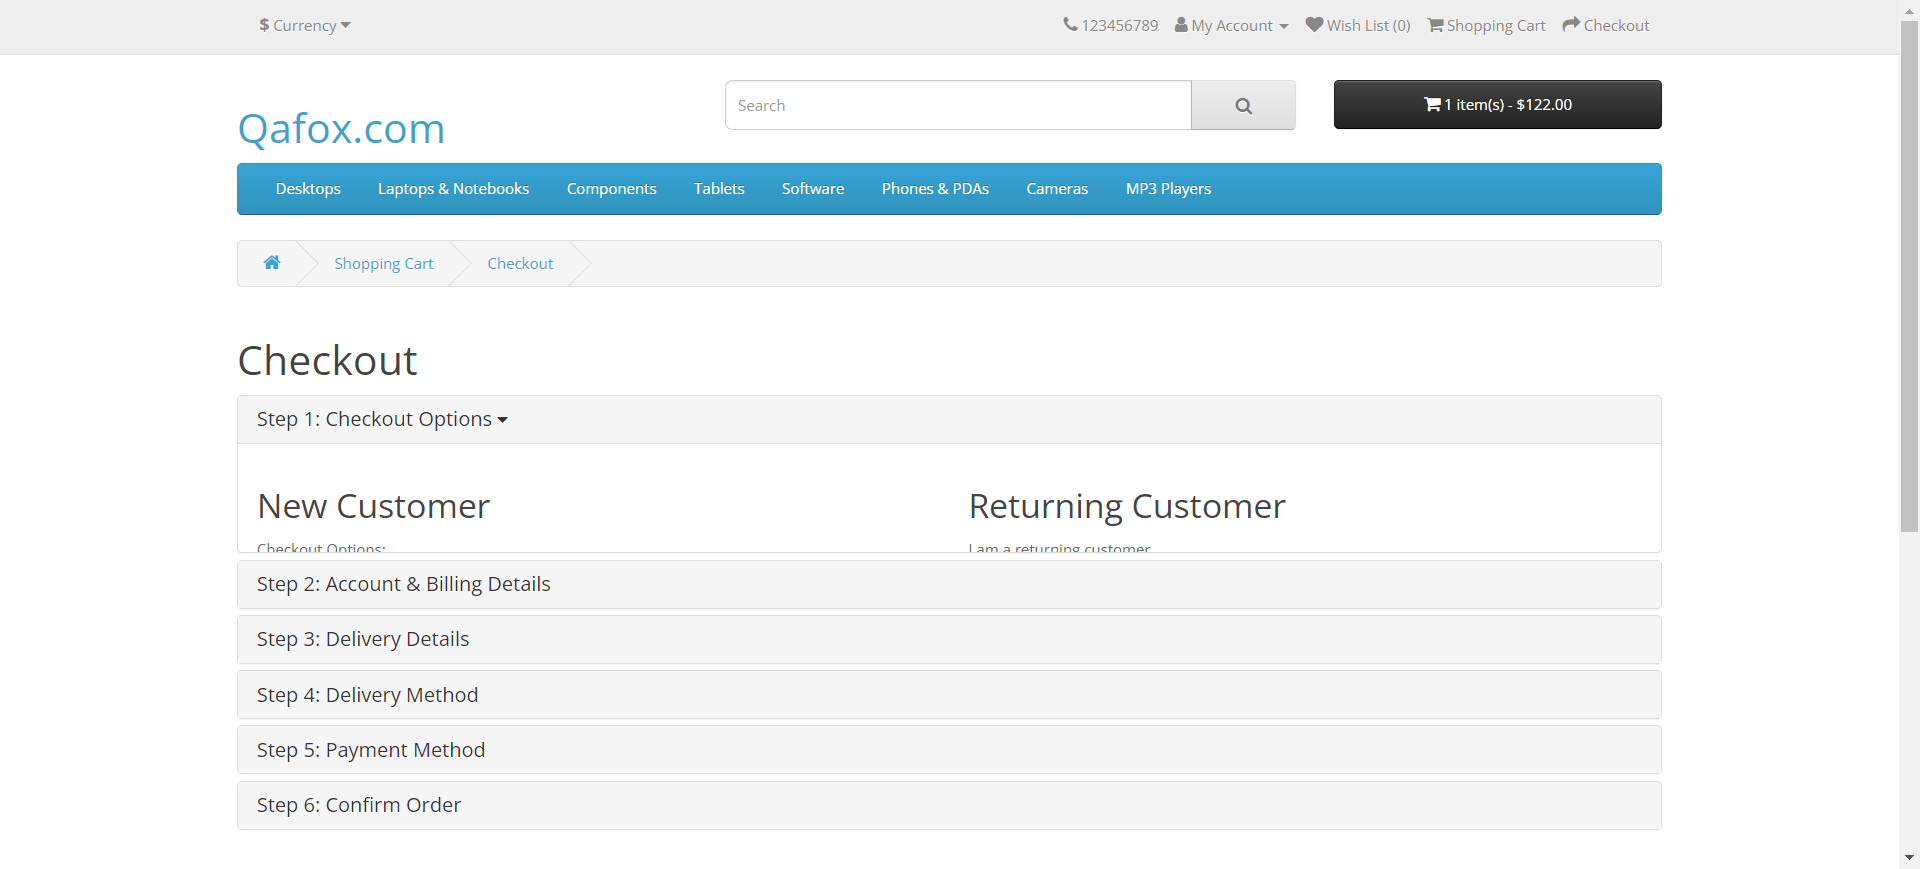 $ Currency
123456789 My Account Wish List (0) Shopping Cart Checkout
Qafox.com
Search
1 item(s) - $122.00
Desktops Laptops & Notebooks Components Tablets Software Phones & PDAs Cameras MP3 Players
Shopping Cart Checkout
Checkout
Step 1: Checkout Options
New Customer
Checkout Options:
Returning Customer
I am a returning customer
Step 2: Account & Billing Details
Step 3: Delivery Details
Step 4: Delivery Method
Step 5: Payment Method
Step 6: Confirm Order